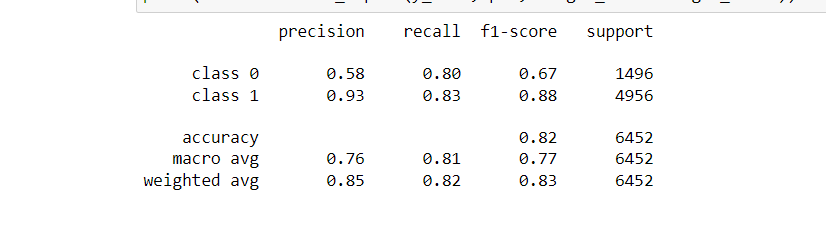 precision recall f1-score support
class 0 0.58 0.80 0.67 1496
class 1 0.93 0.83 0.88 4956
accuracy 0.82 6452
macro avg 0.76 0.81 0.77 6452
weighted avg 0.85 0.82 0.83 6452